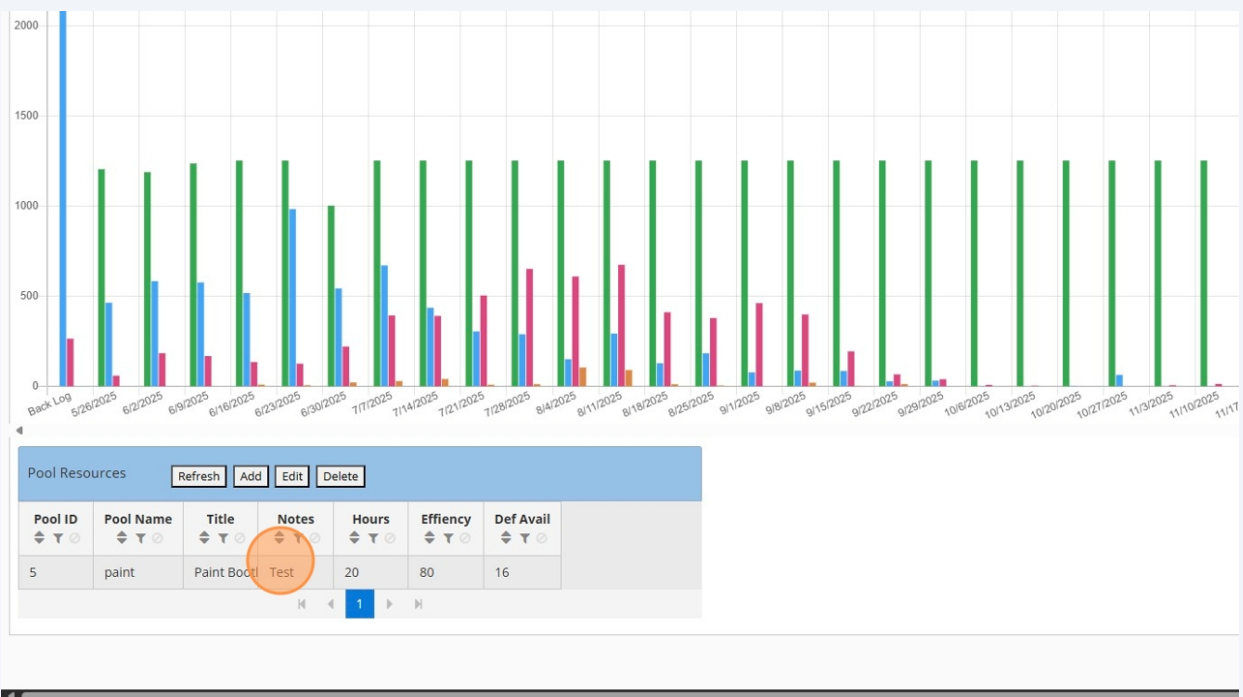 2000
1500
1000
500
0
Back Log 5/26/2025 6/2/2025 6/9/2025 6/16/2025 6/23/2025 6/30/2025 7/7/2025 7/14/2025 7/21/2025 7/28/2025 8/4/2025 8/11/2025 8/18/2025 8/25/2025 9/1/2025 9/8/2025 9/15/2025 9/22/2025 9/29/2025 10/6/2025 10/13/2025 10/20/2025 10/27/2025 11/3/2025 11/10/2025 11/17
Pool Resources Refresh Add Edit Delete
Pool ID Pool Name Title Notes Hours Effiency Def Avail
5 paint Paint Booth Test 20 80 16
1